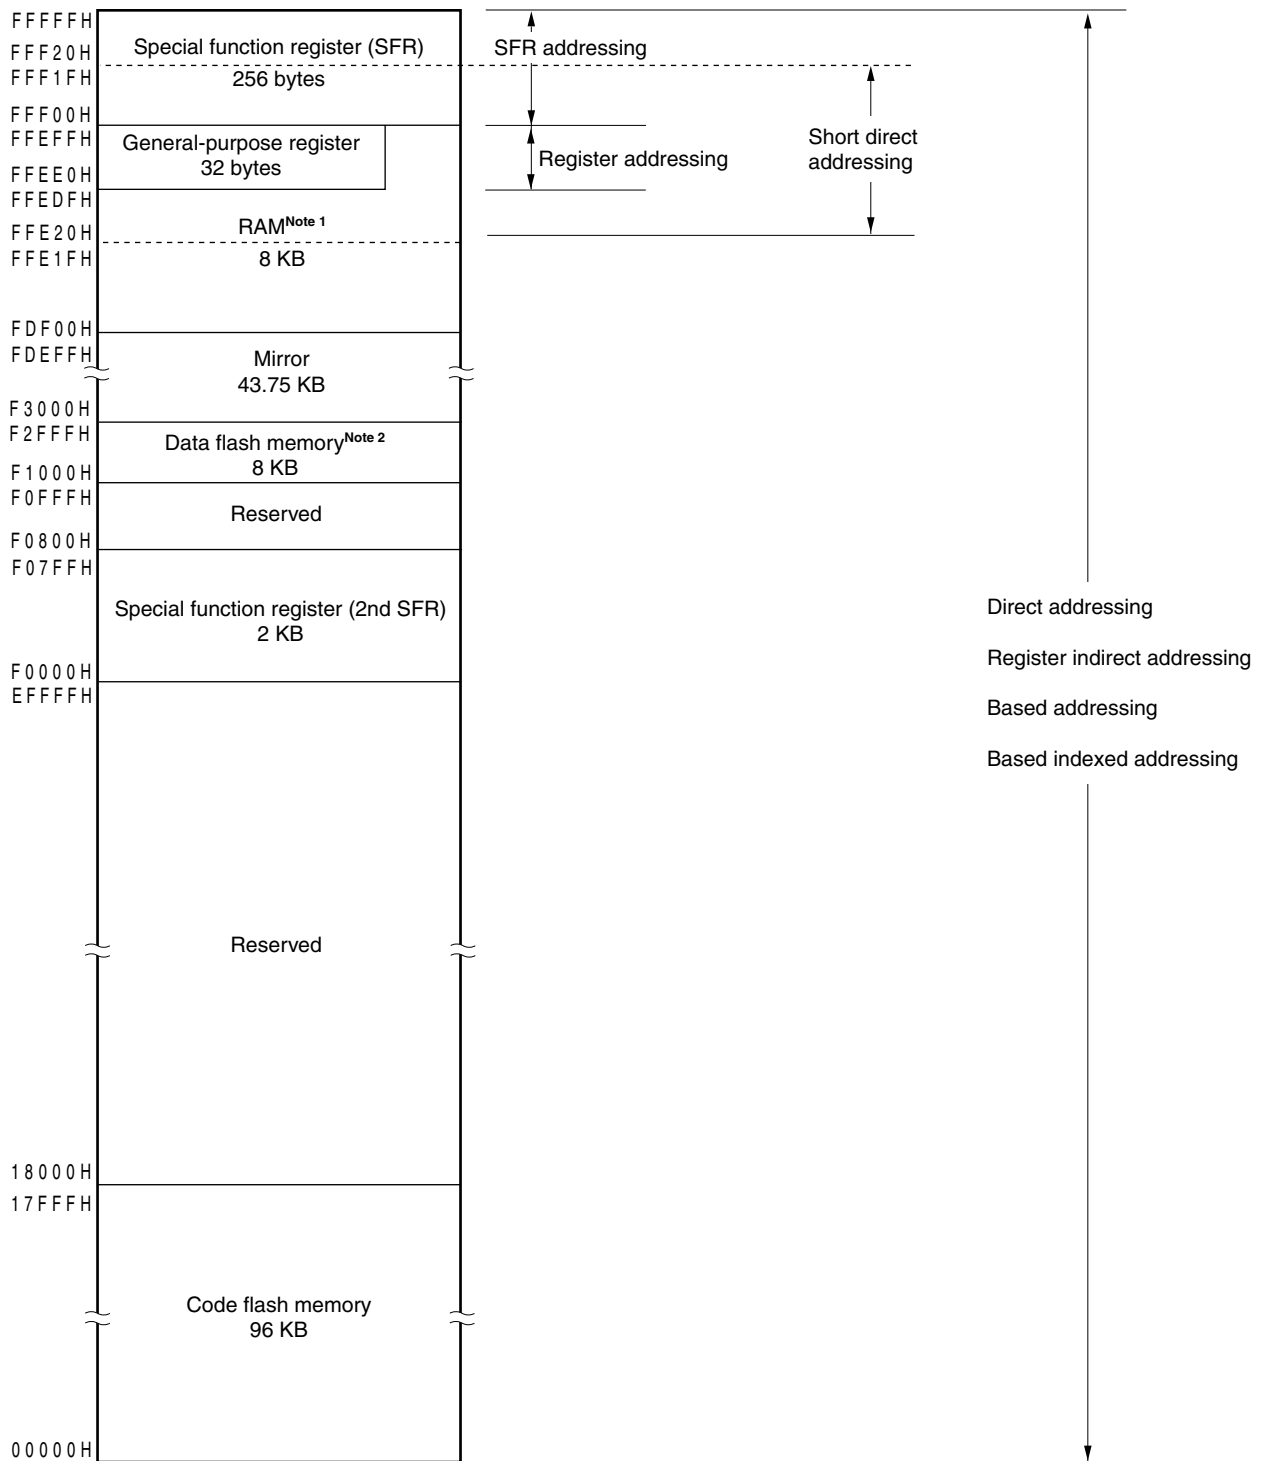 FFFFFH
Special function register (SFR)
SFR addressing
FFF20H
FFF1FH
256 bytes
FFF00H
FFEFFH
General-purpose register
32 bytes
Register addressing
Short direct
addressing
FFEE0H
FFEDFH
RAMNote 1
FFE20H
FFE1FH
8 KB
FDF00H
FDEFFH
Mirror
43.75 KB
F3000H
F2FFFH
Data flash memoryNote 2
8 KB
F1000H
F0FFFH
Reserved
F0800H
F07FFH
Special function register (2nd SFR)
2 KB
Direct addressing
Register indirect addressing
Based addressing
Based indexed addressing
F0000H
EFFFFH
Reserved
18000H
17FFFH
Code flash memory
96 KB
00000H